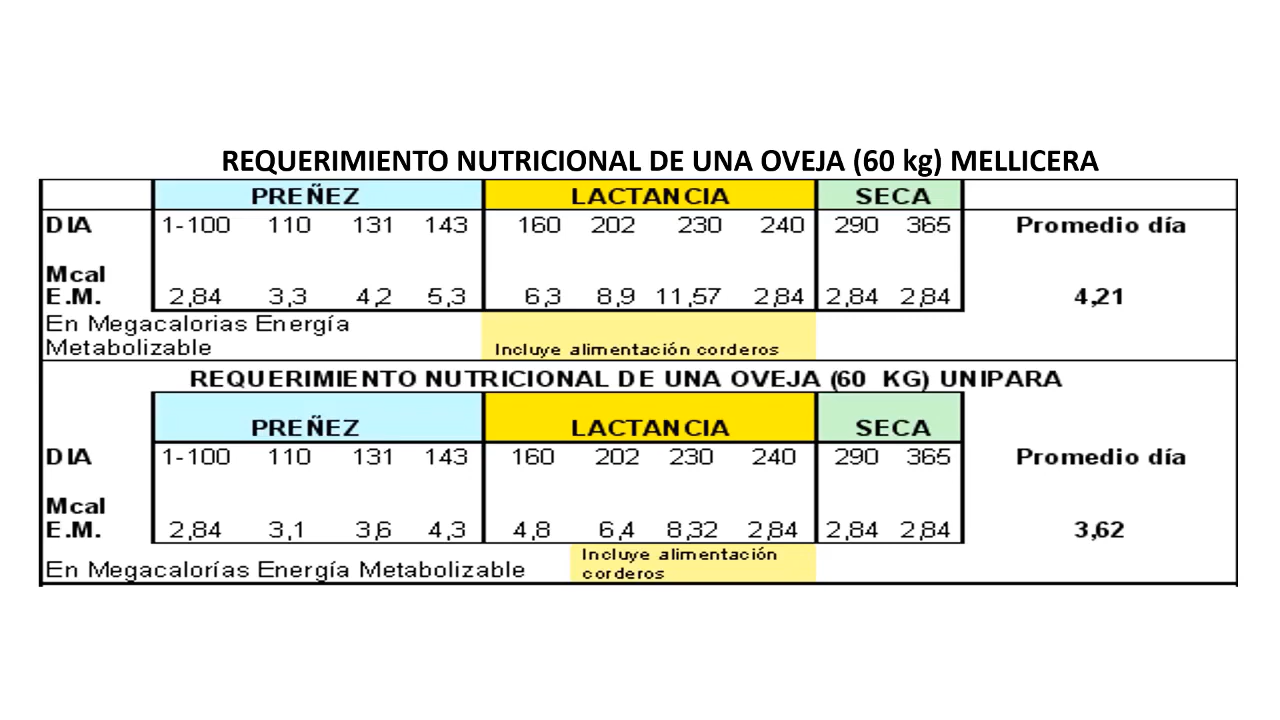 REQUERIMIENTO NUTRICIONAL DE UNA OVEJA (60 kg) MELLICERA
PREÑEZ LACTANCIA SECA
DIA 1-100 110 131 143 160 202 230 240 290 365 Promedio día
Mcal
E.M. 2,84 3,3 4,2 5,3 6,3 8,9 11,57 2,84 2,84 2,84 4,21
En Megacalorias Energía
Metabolizable Incluye alimentación corderos
REQUERIMIENTO NUTRICIONAL DE UNA OVEJA (60 KG) UNIPARA
PREÑEZ LACTANCIA SECA
DIA 1-100 110 131 143 160 202 230 240 290 365 Promedio día
Mcal
E.M. 2,84 3,1 3,6 4,3 4,8 6,4 8,32 2,84 2,84 2,84 3,62
Incluye alimentación
En Megacalorías Energía Metabolizable corderos